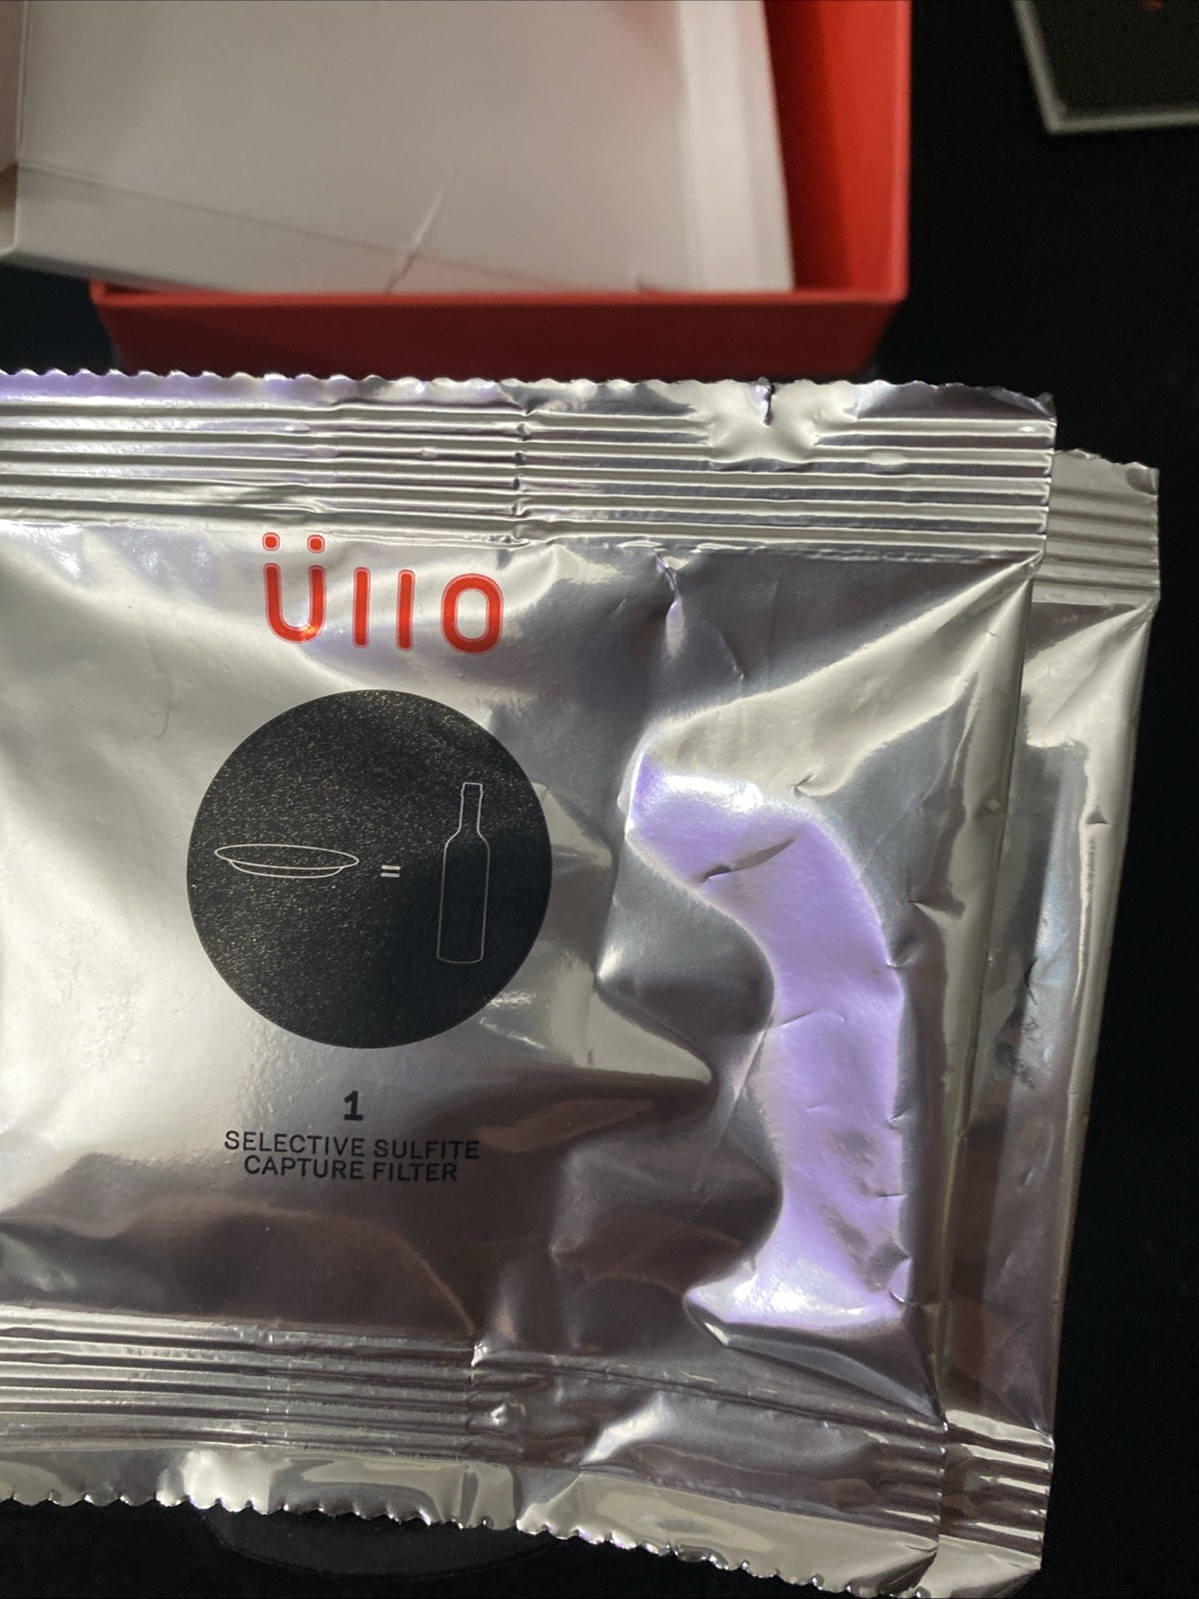 Üllo
=
1
SELECTIVE SULFITE
CAPTURE FILTER